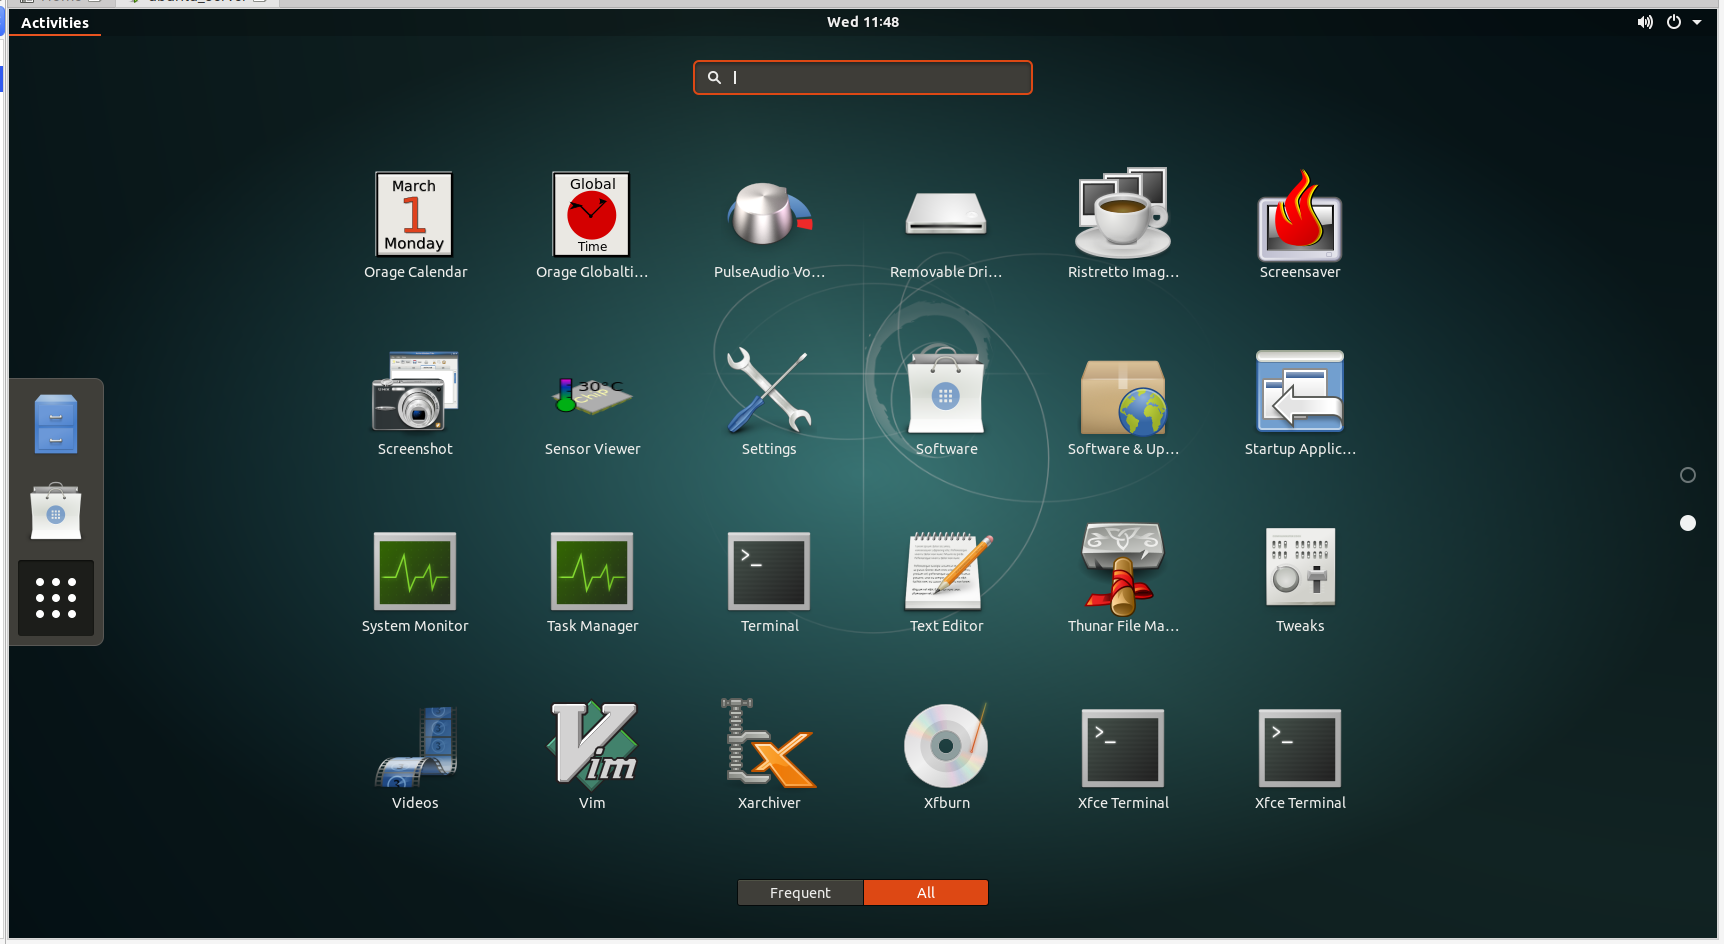 Activities
Wed 11:48
March
1
Monday
Orage Calendar
Global
Time
Orage Globalti...
PulseAudio Vo...
Removable Dri...
Ristretto Imag...
Screensaver
Screenshot
30°C
Chip
Sensor Viewer
Settings
Software
Software & Up...
Startup Applic...
System Monitor
Task Manager
>_
Terminal
Text Editor
Thunar File Ma...
Tweaks
Videos
Vim
Vim
Xarchiver
Xfburn
>_
Xfce Terminal
>_
Xfce Terminal
Frequent
All